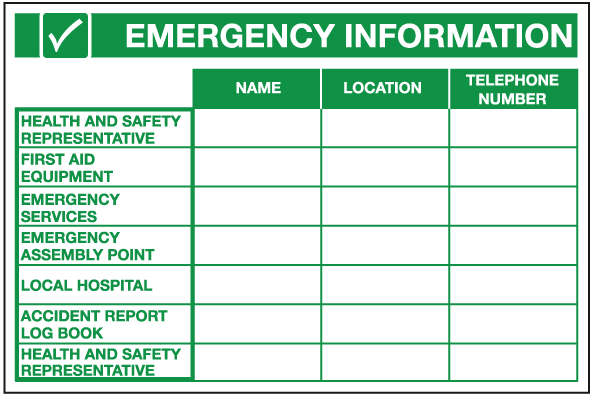 EMERGENCY INFORMATION
NAME
LOCATION
TELEPHONE
NUMBER
HEALTH AND SAFETY
REPRESENTATIVE
FIRST AID
EQUIPMENT
EMERGENCY
SERVICES
EMERGENCY
ASSEMBLY POINT
LOCAL HOSPITAL
ACCIDENT REPORT
LOG BOOK
HEALTH AND SAFETY
REPRESENTATIVE